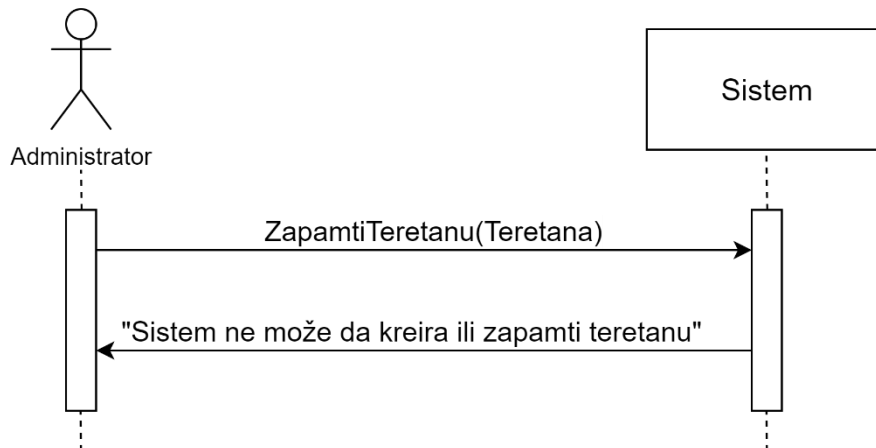 Sistem
Administrator
ZapamtiTeretanu(Teretana)
"Sistem ne može da kreira ili zapamti teretanu"